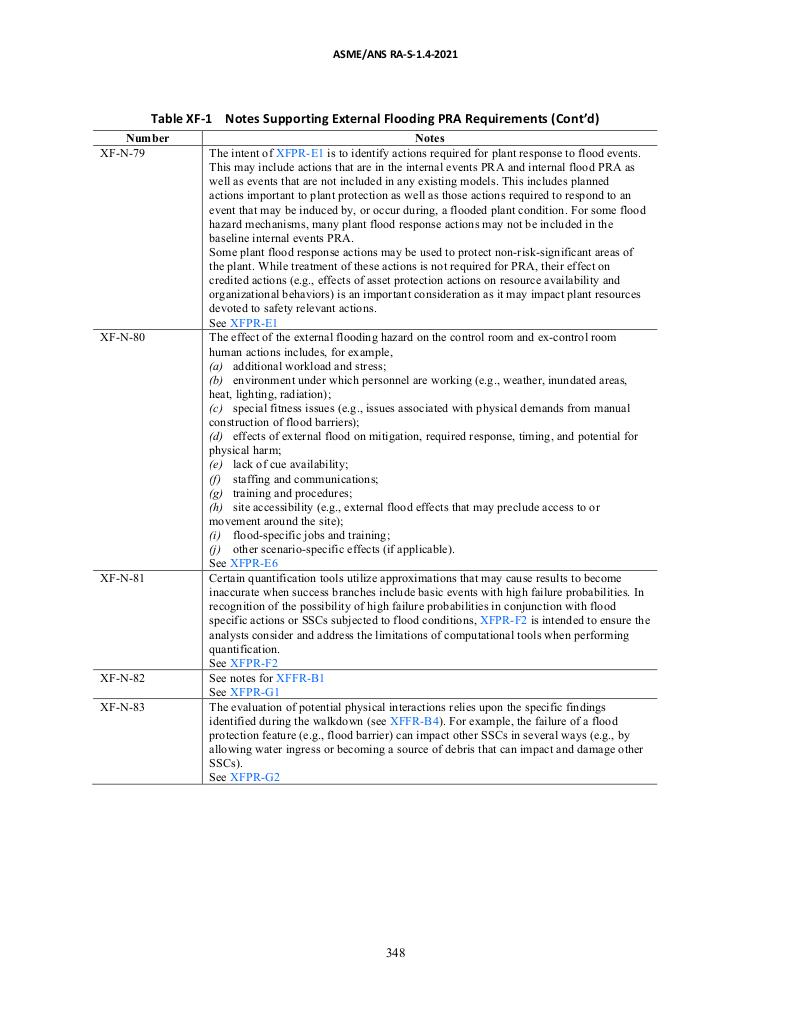 ASME/ANS RA-S-1.4-2021
Table XF-1 Notes Supporting External Flooding PRA Requirements (Cont'd)
Number Notes
XF-N-79 The intent of XFPR-E1 is to identify actions required for plant response to flood events.
This may include actions that are in the internal events PRA and internal flood PRA as
well as events that are not included in any existing models. This includes planned
actions important to plant protection as well as those actions required to respond to an
event that may be induced by, or occur during, a flooded plant condition. For some flood
hazard mechanisms, many plant flood response actions may not be included in the
baseline internal events PRA.
Some plant flood response actions may be used to protect non-risk-significant areas of
the plant. While treatment of these actions is not required for PRA, their effect on
credited actions (e.g., effects of asset protection actions on resource availability and
organizational behaviors) is an important consideration as it may impact plant resources
devoted to safety relevant actions.
See XFPR-E1
XF-N-80 The effect of the external flooding hazard on the control room and ex-control room
human actions includes, for example,
(a) additional workload and stress;
(b) environment under which personnel are working (e.g., weather, inundated areas,
heat, lighting, radiation);
(c) special fitness issues (e.g., issues associated with physical demands from manual
construction of flood barriers);
(d) effects of external flood on mitigation, required response, timing, and potential for
physical harm;
(e) lack of cue availability;
(f) staffing and communications;
(g) training and procedures;
(h) site accessibility (e.g., external flood effects that may preclude access to or
movement around the site);
(i) flood-specific jobs and training;
(j) other scenario-specific effects (if applicable).
See XFPR-E6
XF-N-81 Certain quantification tools utilize approximations that may cause results to become
inaccurate when success branches include basic events with high failure probabilities. In
recognition of the possibility of high failure probabilities in conjunction with flood
specific actions or SSCs subjected to flood conditions, XFPR-F2 is intended to ensure the
analysts consider and address the limitations of computational tools when performing
quantification.
See XFPR-F2
XF-N-82 See notes for XFFR-B1
See XFPR-G1
XF-N-83 The evaluation of potential physical interactions relies upon the specific findings
identified during the walkdown (see XFFR-B4). For example, the failure of a flood
protection feature (e.g., flood barrier) can impact other SSCs in several ways (e.g., by
allowing water ingress or becoming a source of debris that can impact and damage other
SSCs).
See XFPR-G2
348